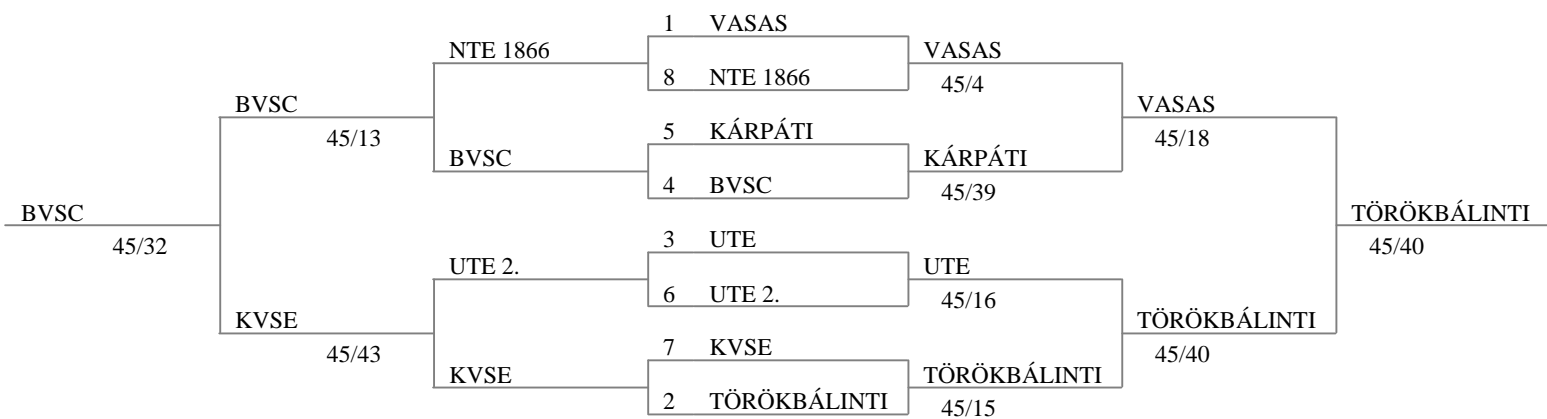 1 VASAS
NTE 1866 VASAS
8 NTE 1866 45/4
BVSC VASAS
45/13 5 KÁRPÁTI 45/18
BVSC KÁRPÁTI
4 BVSC 45/39
BVSC TÖRÖKBÁLINTI
45/32 3 UTE 45/40
UTE 2. UTE
6 UTE 2. 45/16
KVSE TÖRÖKBÁLINTI
45/43 7 KVSE 45/40
KVSE TÖRÖKBÁLINTI
2 TÖRÖKBÁLINTI 45/15